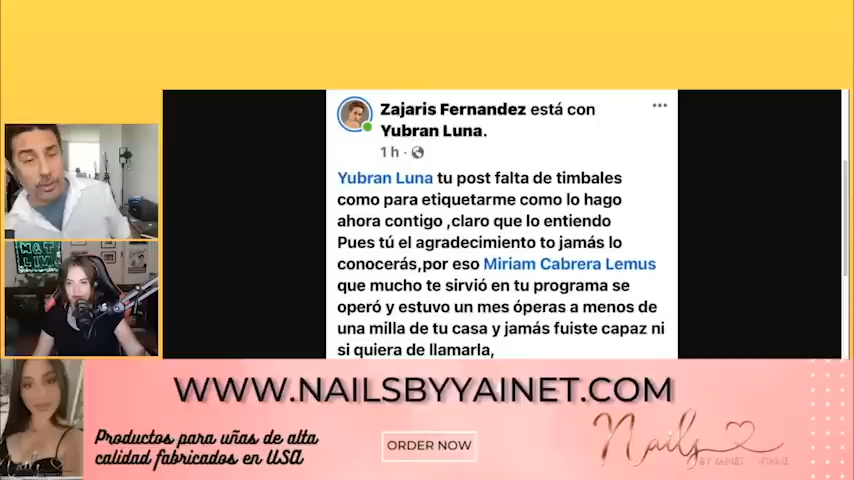 Zajaris Fernandez está con
Yubran Luna.
1 h ·
Yubran Luna tu post falta de timbales
como para etiquetarme como lo hago
ahora contigo ,claro que lo entiendo
Pues tú el agradecimiento to jamás lo
conocerás,por eso Miriam Cabrera Lemus
que mucho te sirvió en tu programa se
operó y estuvo un mes óperas a menos de
una milla de tu casa y jamás fuiste capaz ni
si quiera de llamarla,
WWW.NAILSBYYAINET.COM
Productos para uñas de alta
calidad fabricados en USA
ORDER NOW
Nails
BY YAINET